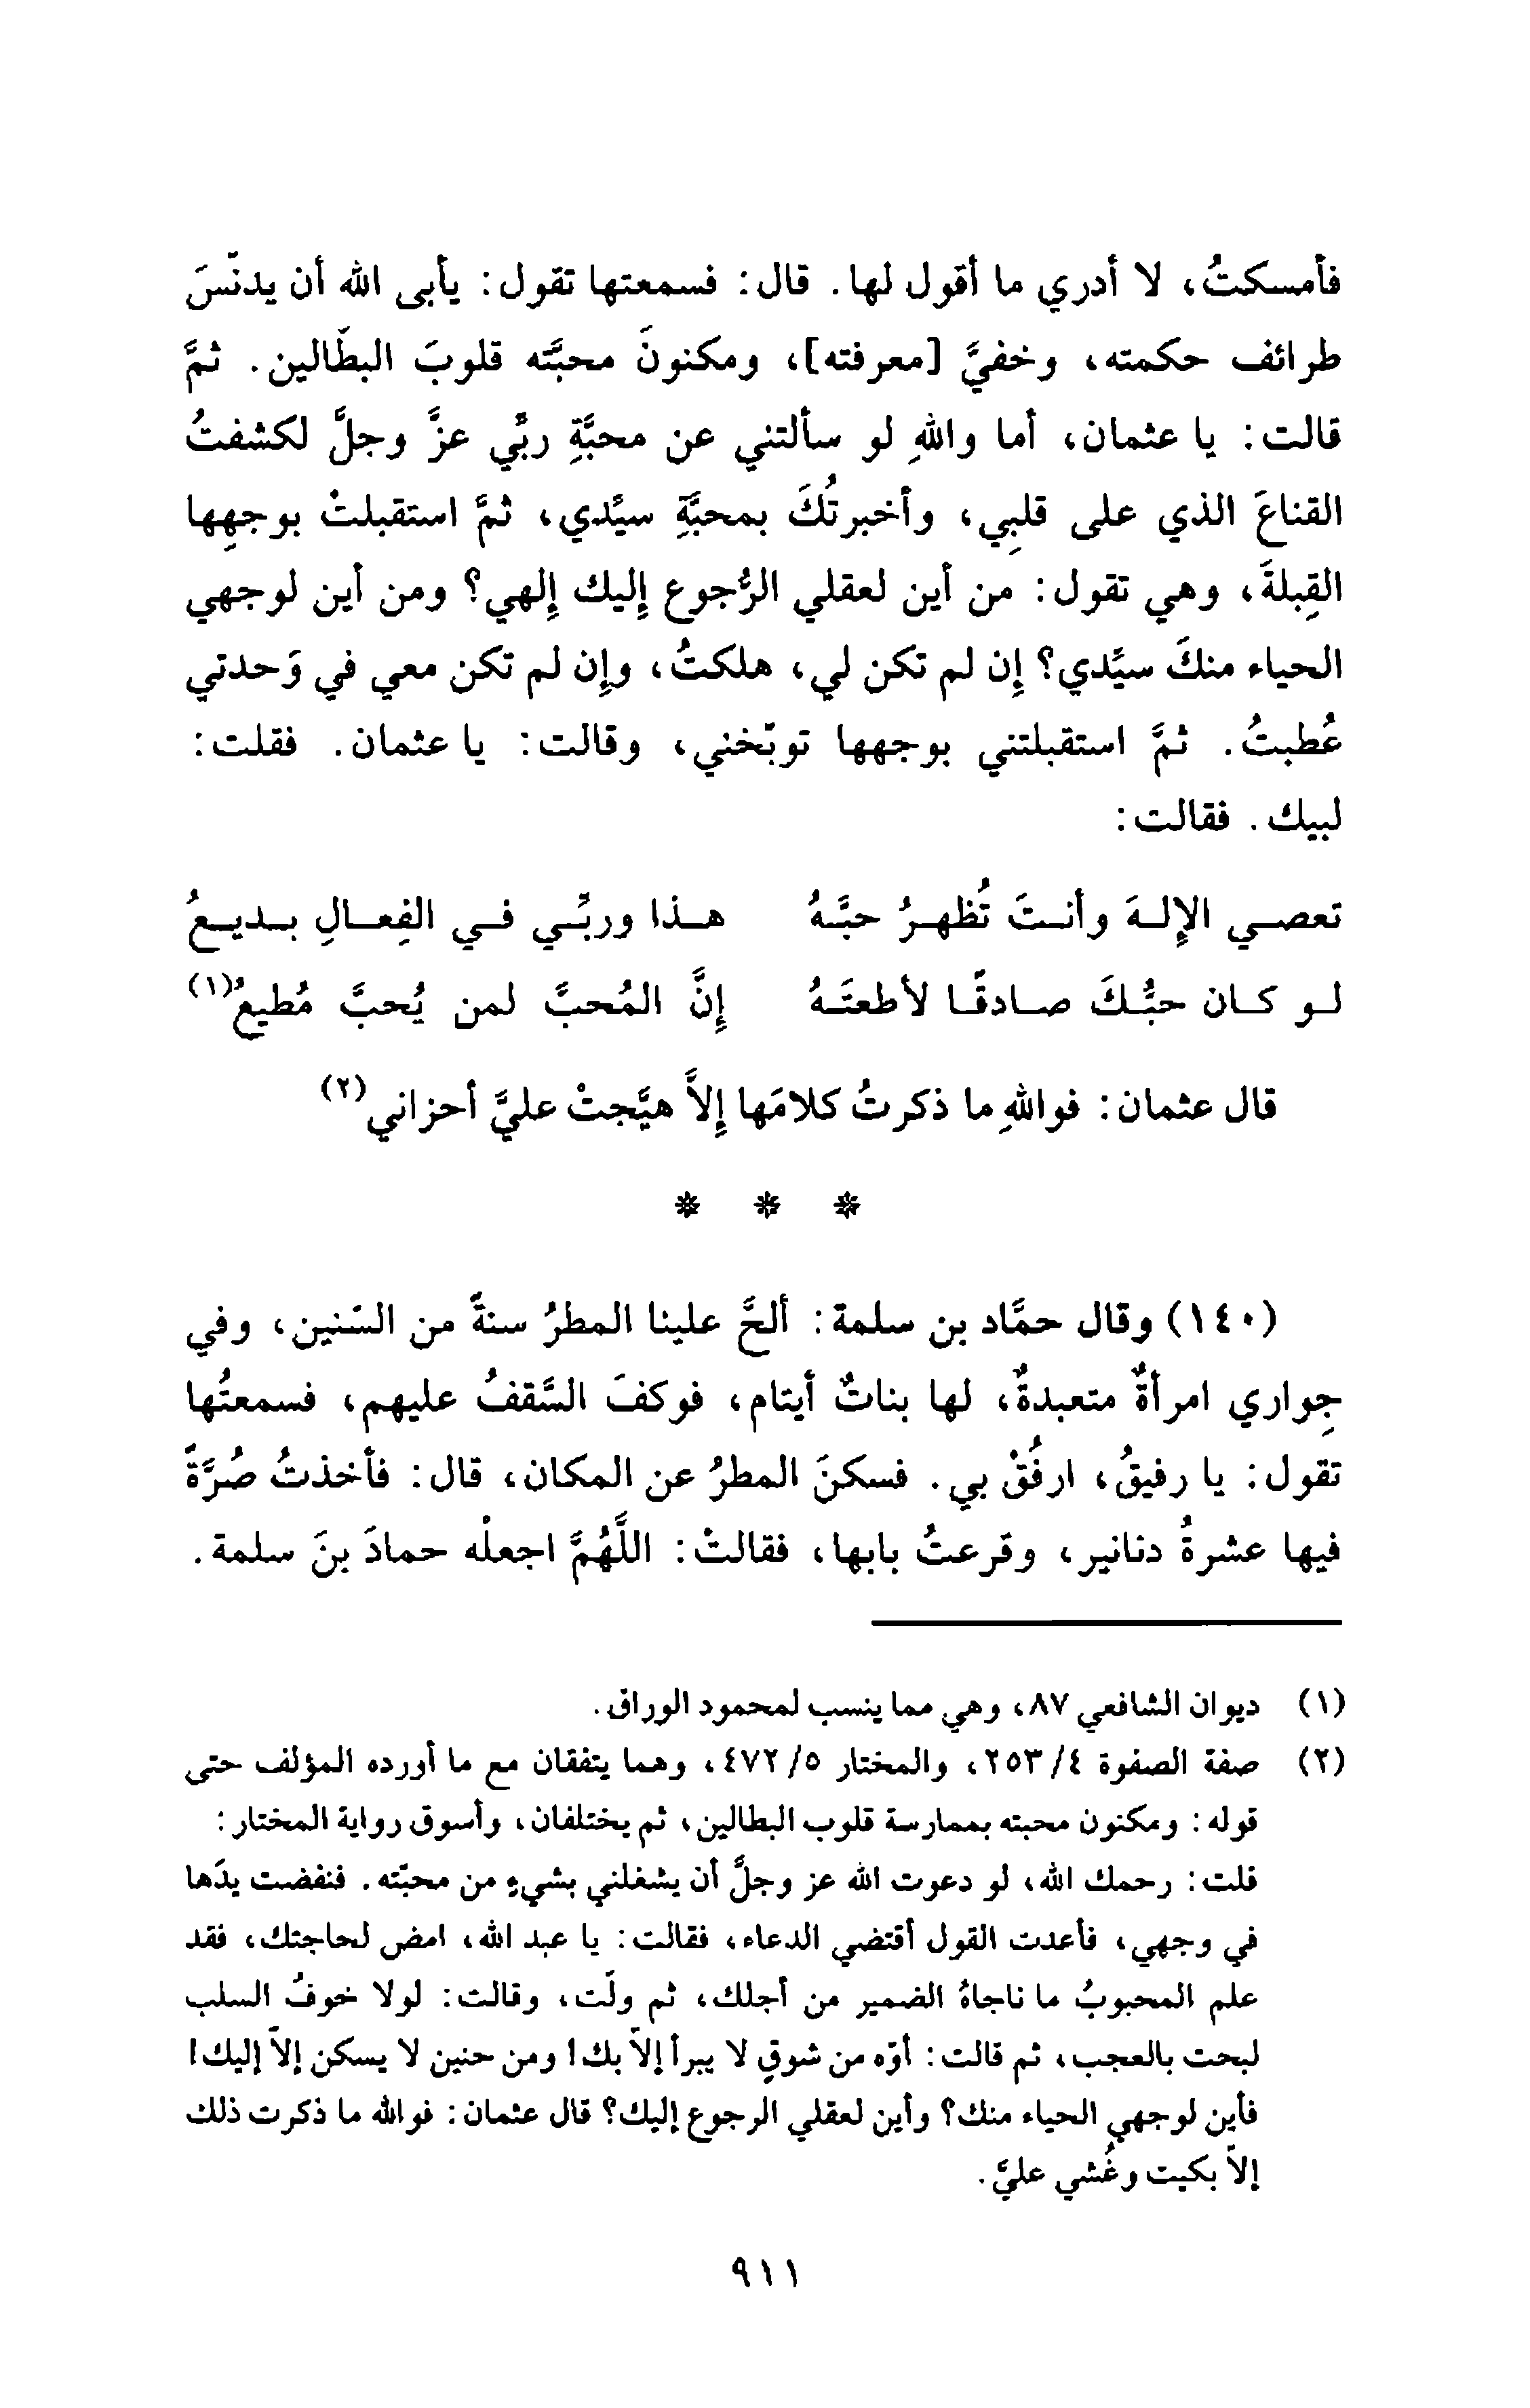 فأمسكتُ، لا أدري ما أقول لها. قال: فسمعتها تقول: يأبى الله أن يدنّسَ
طرائف حكمته، وخفيَّ [معرفته]، ومكنونَ محبَّته قلوبَ البطَّالين. ثمَّ
قالت: يا عثمان، أما واللهِ لو سألتني عن محبَّةِ ربِّي عزَّ وجلَّ لكشفتُ
القناعَ الذي على قلبِي، وأخبرتُكَ بمحبَّةِ سيِّدي، ثمَّ استقبلتْ بوجهِها
القِبلةَ، وهي تقول: من أين لعقلي الرُّجوع إليك إلهي؟ ومن أين لوجهي
الحياء منكَ سيِّدي؟ إن لم تكن لي، هلكتُ، وإن لم تكن معي في وَحدتي
عُطبتُ. ثمَّ استقبلتني بوجهها توبّخني، وقالت: يا عثمان. فقلت:
لبيك. فقالت:
تعصي الإلهَ وأنتَ تُظهرُ حبَّهُ هذا وربِّي في الفِعالِ بديعُ
لو كان حبُّكَ صادقًا لأطعتَهُ إنَّ المُحبَّ لمن يُحبَّ مُطيعُ(١)
قال عثمان: فواللهِ ما ذكرتُ كلامَها إلاَّ هيَّجتْ عليَّ أحزاني(٢)
* * *
(١٤٠) وقال حمَّاد بن سلمة: ألحَّ علينا المطرُ سنةً من السّنين، وفي
جِواري امرأةٌ متعبدةٌ، لها بناتٌ أيتام، فوكفَ السَّقفُ عليهم، فسمعتُها
تقول: يا رفيقُ، ارفُقْ بي. فسكنَ المطرُ عن المكان، قال: فأخذتُ صُرَّةً
فيها عشرةُ دنانير، وقرعتُ بابها، فقالتْ: اللَّهُمَّ اجعلْه حمادَ بنَ سلمة.
(١) ديوان الشافعي ٨٧، وهي مما ينسب لمحمود الوراق.
(٢) صفة الصفوة ٤/٢٥٣، والمختار ٥/٤٧٢، وهما يتفقان مع ما أورده المؤلف حتى
قوله: ومكنون محبته بممارسة قلوب البطالين، ثم يختلفان، وأسوق رواية المختار:
قلت: رحمك الله، لو دعوت الله عز وجلَّ أن يشغلني بشيءٍ من محبّته. فنفضت يدَها
في وجهي، فأعدت القول أقتضي الدعاء، فقالت: يا عبد الله، امض لحاجتك، فقد
علم المحبوبُ ما ناجاهُ الضمير من أجلك، ثم ولّت، وقالت: لولا خوفُ السلب
لبحت بالعجب، ثم قالت: أوّه من شوقٍ لا يبرأ إلاّ بك! ومن حنين لا يسكن إلاّ إليك!
فأين لوجهي الحياء منك؟ وأين لعقلي الرجوع إليك؟ قال عثمان: فوالله ما ذكرت ذلك
إلاّ بكيت وغُشي عليَّ.
٩١١